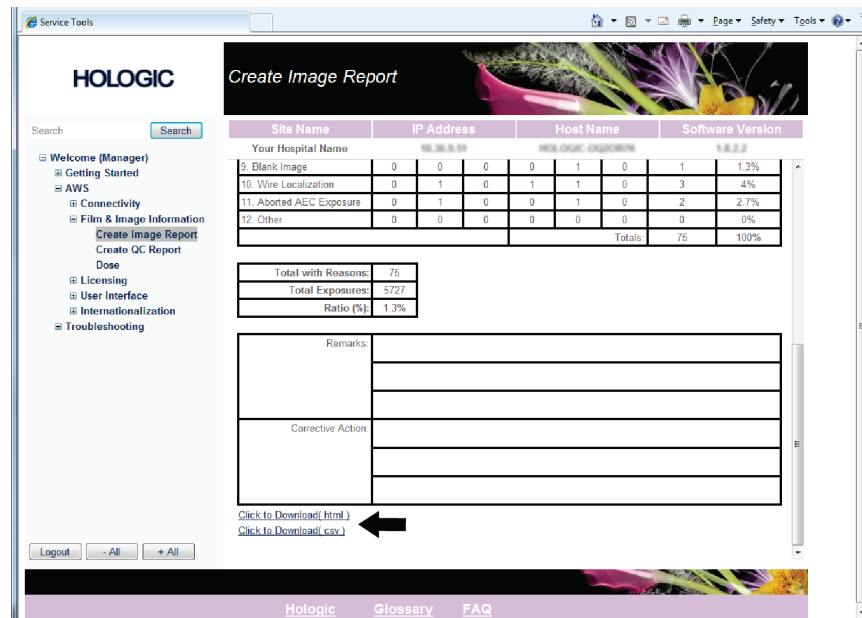 Service Tools
Page Safety Tools
HOLOGIC
Create Image Report
Search Search
Site Name IP Address Host Name Software Version
Your Hospital Name 1.8.2.2
Welcome (Manager)
Getting Started
AWS
Connectivity
Film & Image Information
Create Image Report
Create QC Report
Dose
Licensing
User Interface
Internationalization
Troubleshooting
9. Blank Image 0 0 0 0 1 0 1 1.3%
10. Wire Localization 0 1 0 1 1 0 3 4%
11. Aborted AEC Exposure 0 1 0 0 1 0 2 2.7%
12. Other 0 0 0 0 0 0 0 0%
Totals: 75 100%
Total with Reasons: 75
Total Exposures: 5727
Ratio (%): 1.3%
Remarks:
Corrective Action:
Click to Download( html )
Click to Download( csv )
Logout - All + All
Hologic Glossary FAQ